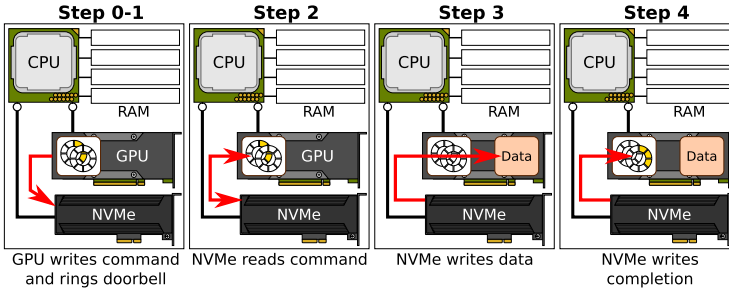 Step 0-1
CPU
RAM
GPU
NVMe
GPU writes command
and rings doorbell
Step 2
CPU
RAM
GPU
NVMe
NVMe reads command
Step 3
CPU
RAM
Data
NVMe
NVMe writes data
Step 4
CPU
RAM
Data
NVMe
NVMe writes
completion